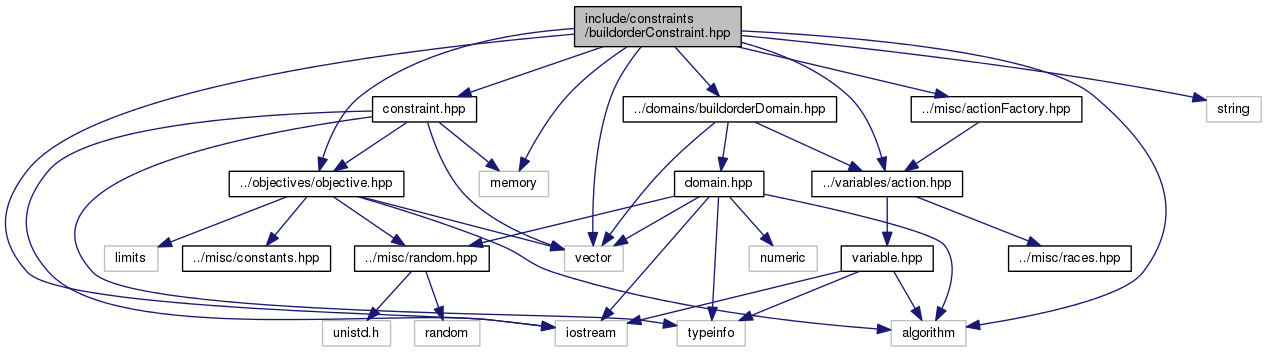 include/constraints
/buildorderConstraint.hpp
constraint.hpp
../domains/buildorderDomain.hpp
../misc/actionFactory.hpp
string
../objectives/objective.hpp
memory
domain.hpp
../variables/action.hpp
limits
../misc/constants.hpp
../misc/random.hpp
vector
numeric
variable.hpp
../misc/races.hpp
unistd.h
random
iostream
typeinfo
algorithm